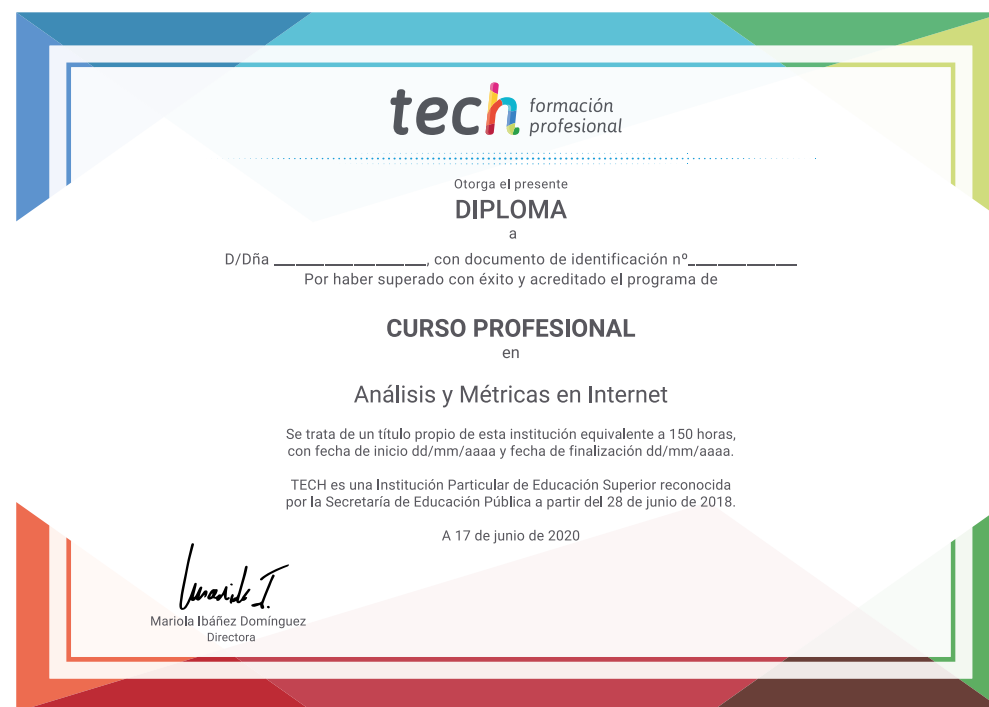 tech formación
profesional
Otorga el presente
DIPLOMA
a
D/Dña __________________, con documento de identificación nº_____________
Por haber superado con éxito y acreditado el programa de
CURSO PROFESIONAL
en
Análisis y Métricas en Internet
Se trata de un título propio de esta institución equivalente a 150 horas,
con fecha de inicio dd/mm/aaaa y fecha de finalización dd/mm/aaaa.
TECH es una Institución Particular de Educación Superior reconocida
por la Secretaría de Educación Pública a partir del 28 de junio de 2018.
A 17 de junio de 2020
Mariola I.
Mariola Ibáñez Domínguez
Directora